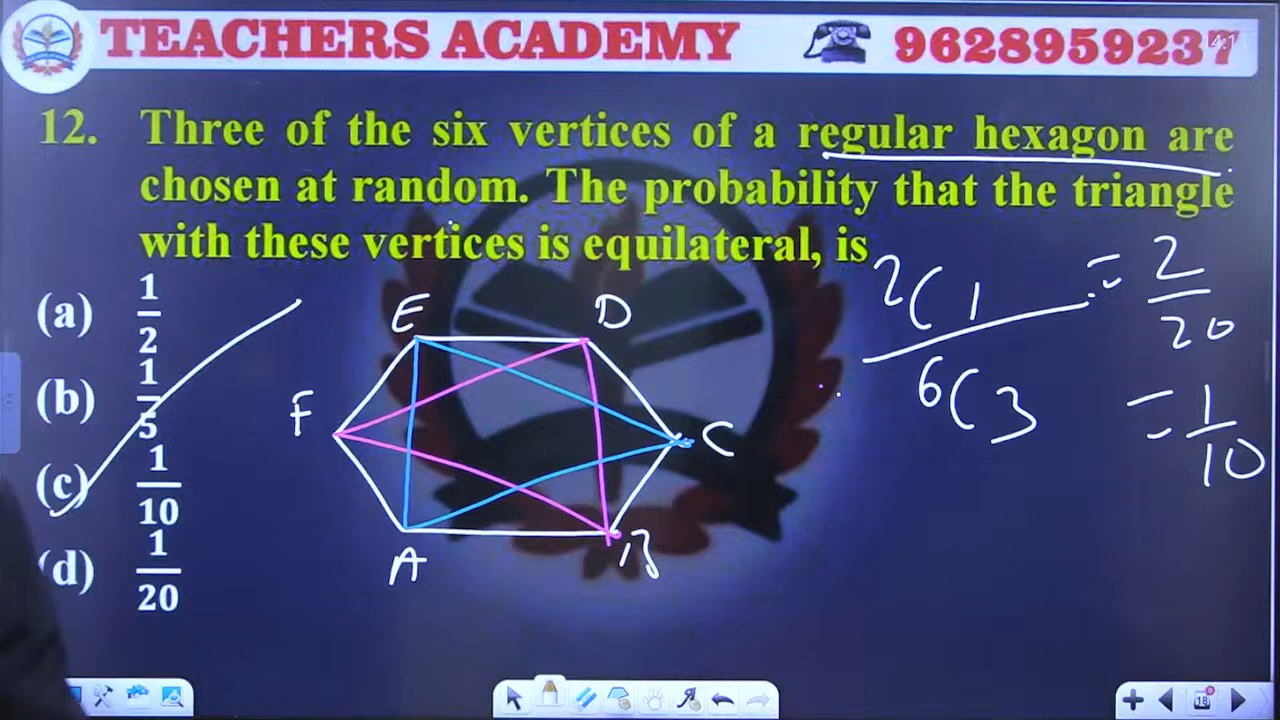 TEACHERS ACADEMY 9628959237
12. Three of the six vertices of a regular hexagon are
chosen at random. The probability that the triangle
with these vertices is equilateral, is
(a) 1/2
(b) 1/5
(c) 1/10
(d) 1/20
E D
F C
A B
2C1 / 6C3 = 2/20
= 1/10
18